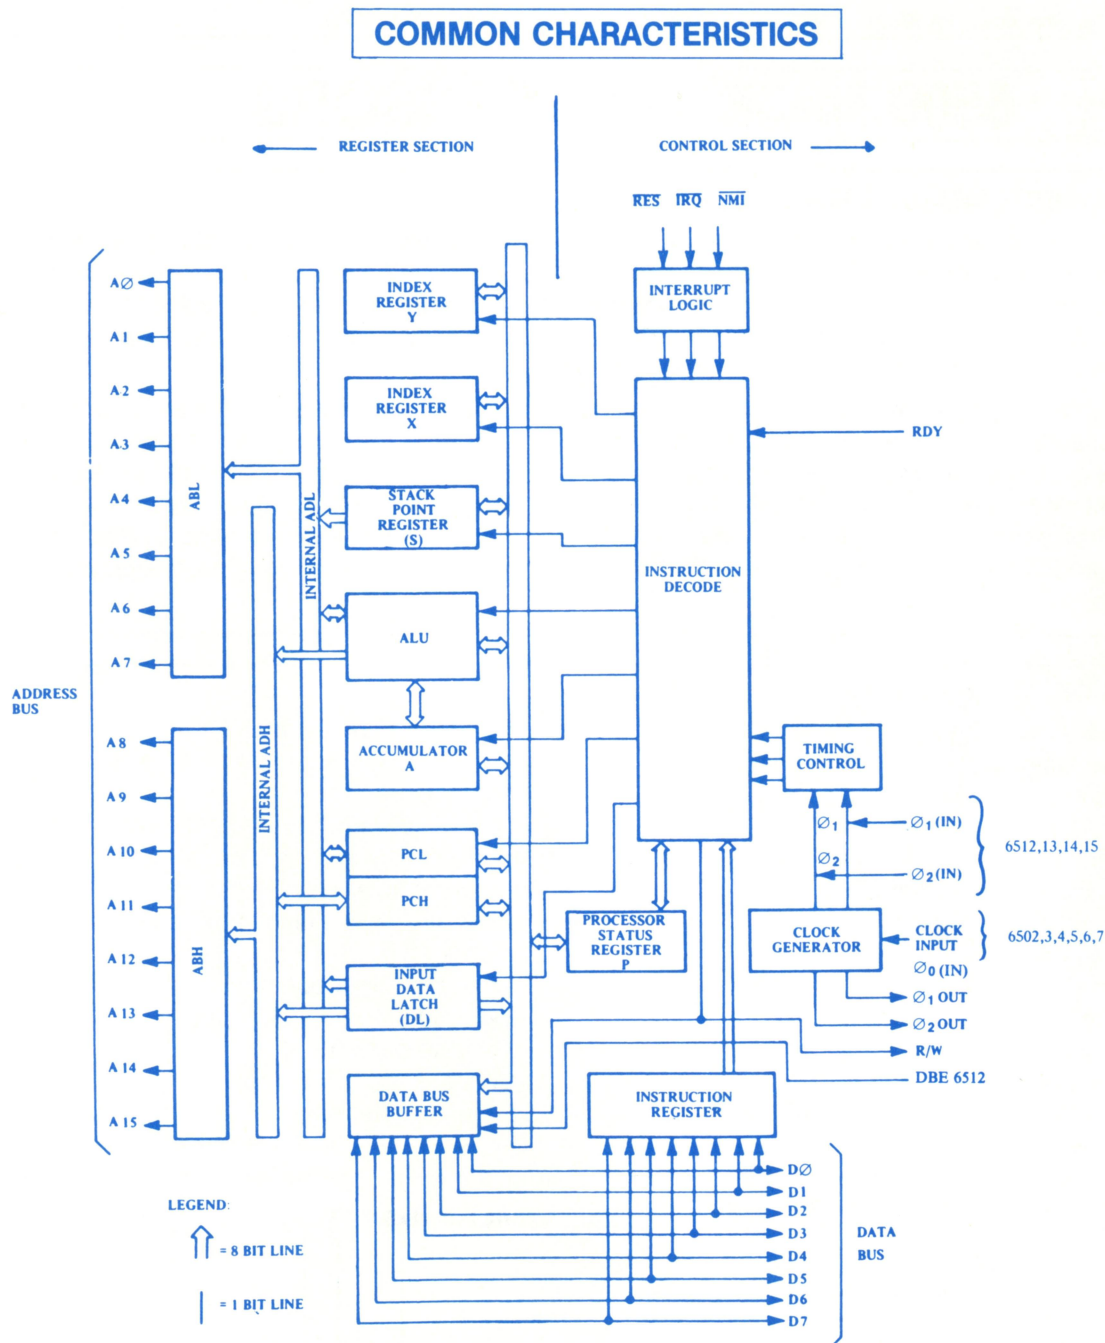 COMMON CHARACTERISTICS
REGISTER SECTION
CONTROL SECTION
RES IRQ NMI
INTERRUPT
LOGIC
INDEX
REGISTER
Y
INDEX
REGISTER
X
STACK
POINT
REGISTER
(S)
ALU
ACCUMULATOR
A
PCL
PCH
INPUT
DATA
LATCH
(DL)
DATA BUS
BUFFER
INTERNAL ADL
INTERNAL ADH
ABL
ABH
ADDRESS
BUS
A∅
A1
A2
A3
A4
A5
A6
A7
A8
A9
A10
A11
A12
A13
A14
A15
INSTRUCTION
DECODE
RDY
TIMING
CONTROL
∅1
∅2
∅1 (IN)
∅2 (IN)
6512,13,14,15
CLOCK
GENERATOR
CLOCK
INPUT
6502,3,4,5,6,7
∅0 (IN)
∅1 OUT
∅2 OUT
R/W
DBE 6512
PROCESSOR
STATUS
REGISTER
P
INSTRUCTION
REGISTER
D∅
D1
D2
D3
D4
D5
D6
D7
DATA
BUS
LEGEND:
= 8 BIT LINE
= 1 BIT LINE